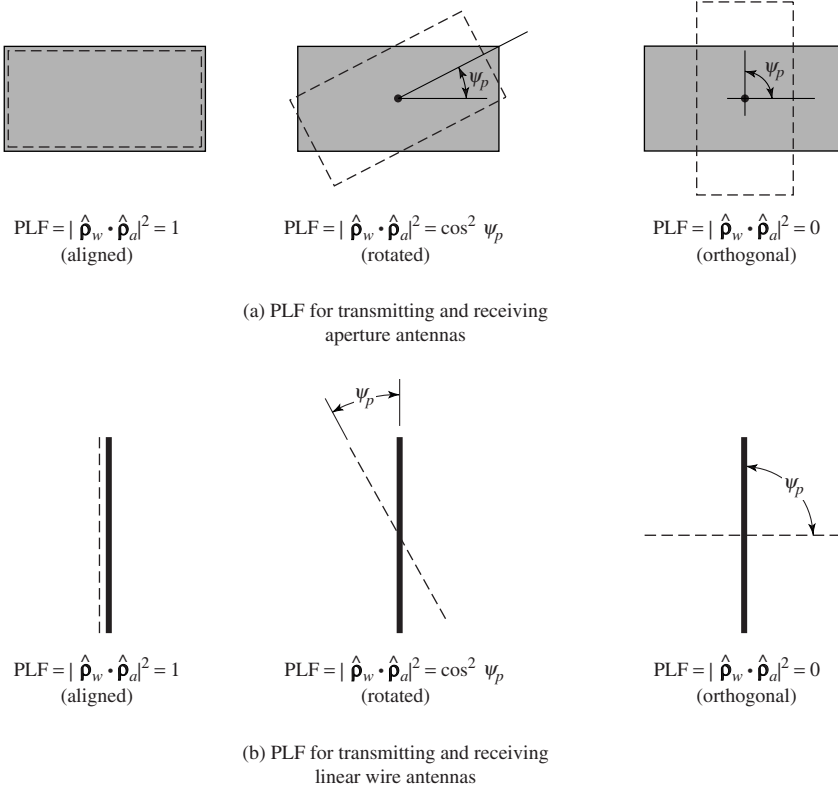 ψp
ψp
PLF = | ρ̂w • ρ̂a|² = 1
(aligned)
PLF = | ρ̂w • ρ̂a|² = cos² ψp
(rotated)
PLF = | ρ̂w • ρ̂a|² = 0
(orthogonal)
(a) PLF for transmitting and receiving
aperture antennas
ψp
ψp
PLF = | ρ̂w • ρ̂a|² = 1
(aligned)
PLF = | ρ̂w • ρ̂a|² = cos² ψp
(rotated)
PLF = | ρ̂w • ρ̂a|² = 0
(orthogonal)
(b) PLF for transmitting and receiving
linear wire antennas